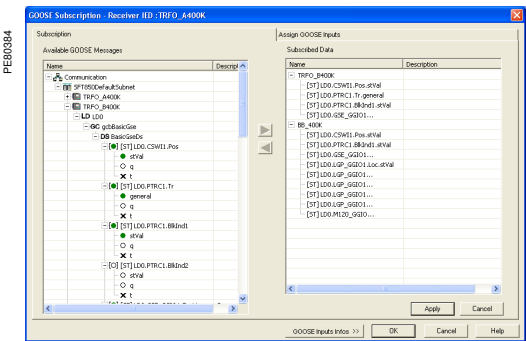 PE80384
GOOSE Subscription - Receiver IED :TRFO_A400K
Subscription
Assign GOOSE Inputs
Available GOOSE Messages
Name
Descript
Communication
SFT850DefaultSubnet
TRFO_A400K
TRFO_B400K
LD LD0
GC gcbBasicGse
DS BasicGseDs
[ST] LD0.CSWI1.Pos
stVal
q
t
[ST] LD0.PTRC1.Tr
general
q
t
[ST] LD0.PTRC1.BlkInd1
stVal
q
t
[ST] LD0.PTRC1.BlkInd2
stVal
q
t
Subscribed Data
Name
Description
TRFO_B400K
[ST] LD0.CSWI1.Pos.stVal
[ST] LD0.PTRC1.Tr.general
[ST] LD0.PTRC1.BlkInd1.stVal
[ST] LD0.GSE_GGIO1...
BB_400K
[ST] LD0.CSWI1.Pos.stVal
[ST] LD0.PTRC1.BlkInd1.stVal
[ST] LD0.GSE_GGIO1...
[ST] LD0.LGP_GGIO1.Loc.stVal
[ST] LD0.LGP_GGIO1...
[ST] LD0.LGP_GGIO1...
[ST] LD0.LGP_GGIO1...
[ST] LD0.LGP_GGIO1...
[ST] LD0.M120_GGIO...
Apply
Cancel
GOOSE Inputs Infos >>
OK
Cancel
Help